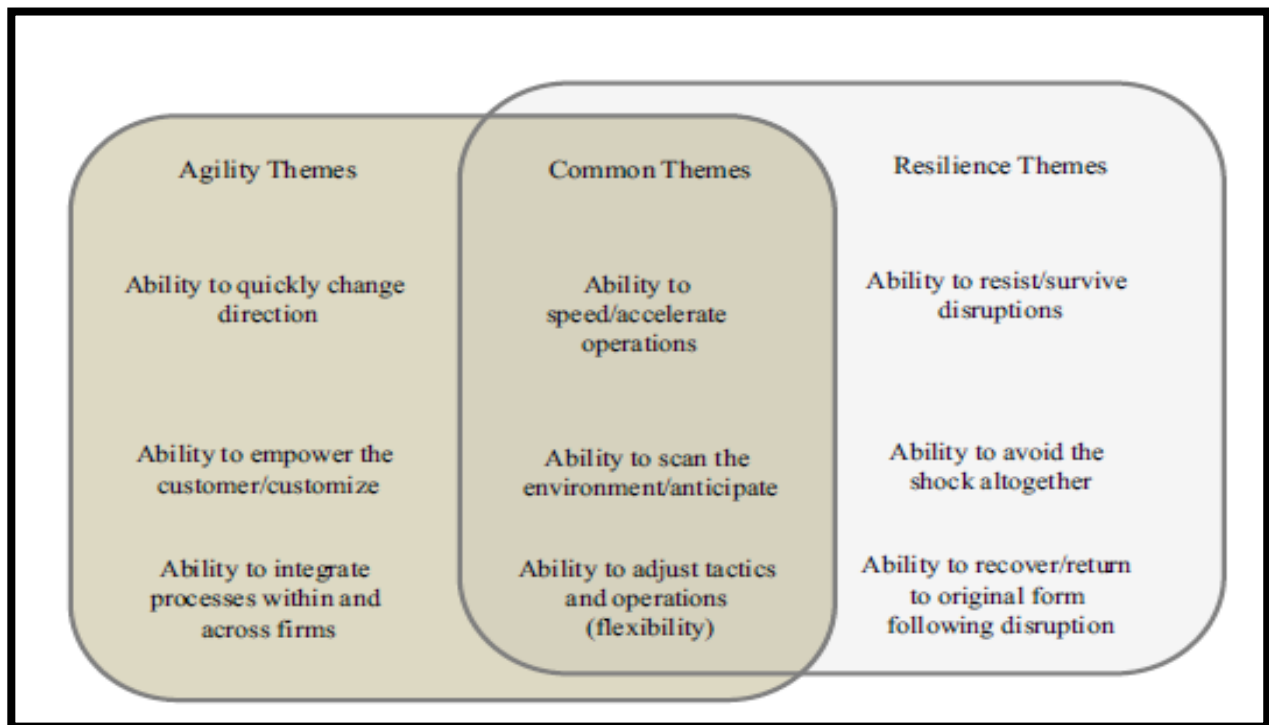 Agility Themes
Ability to quickly change
direction
Ability to empower the
customer/customize
Ability to integrate
processes within and
across firms
Common Themes
Ability to
speed/accelerate
operations
Ability to scan the
environment/anticipate
Ability to adjust tactics
and operations
(flexibility)
Resilience Themes
Ability to resist/survive
disruptions
Ability to avoid the
shock altogether
Ability to recover/return
to original form
following disruption